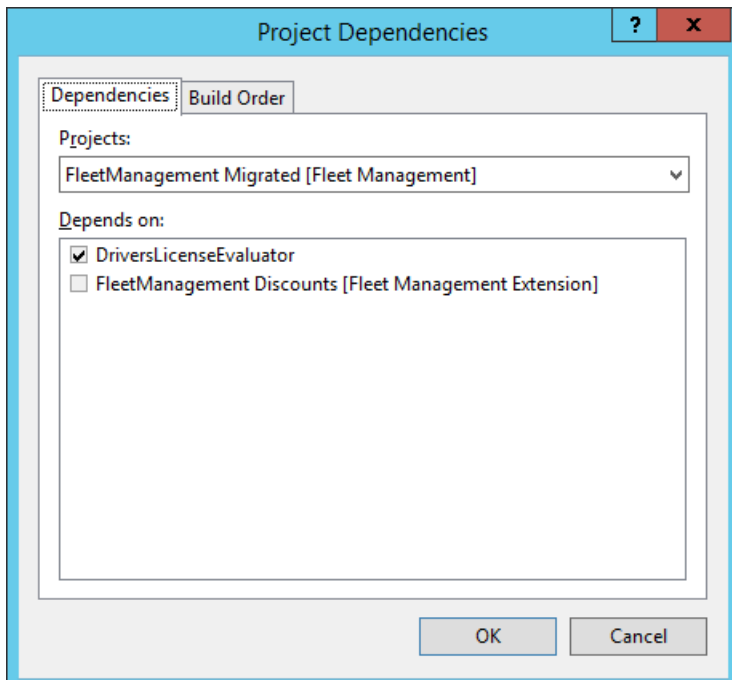 Project Dependencies
?
x
Dependencies
Build Order
Projects:
FleetManagement Migrated [Fleet Management]
Depends on:
DriversLicenseEvaluator
FleetManagement Discounts [Fleet Management Extension]
OK
Cancel